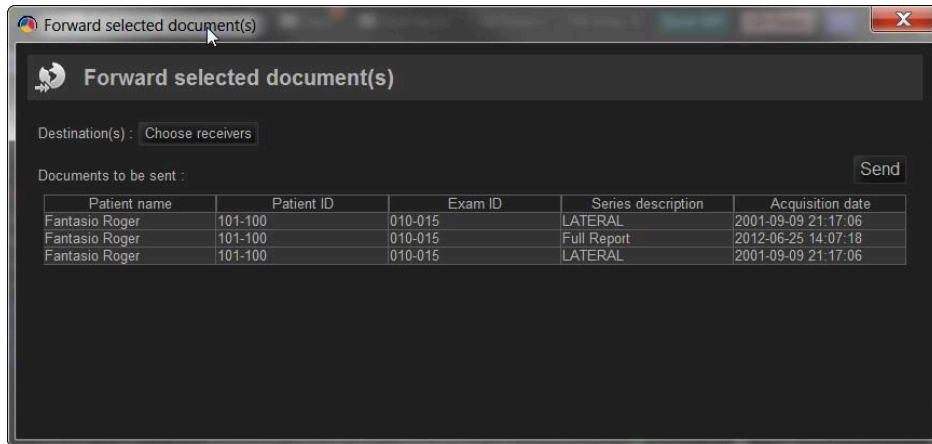 Forward selected document(s)
Forward selected document(s)
Destination(s) : Choose receivers
Send
Documents to be sent :
Patient name Patient ID Exam ID Series description Acquisition date
Fantasio Roger 101-100 010-015 LATERAL 2001-09-09 21:17:06
Fantasio Roger 101-100 010-015 Full Report 2012-06-25 14:07:18
Fantasio Roger 101-100 010-015 LATERAL 2001-09-09 21:17:06